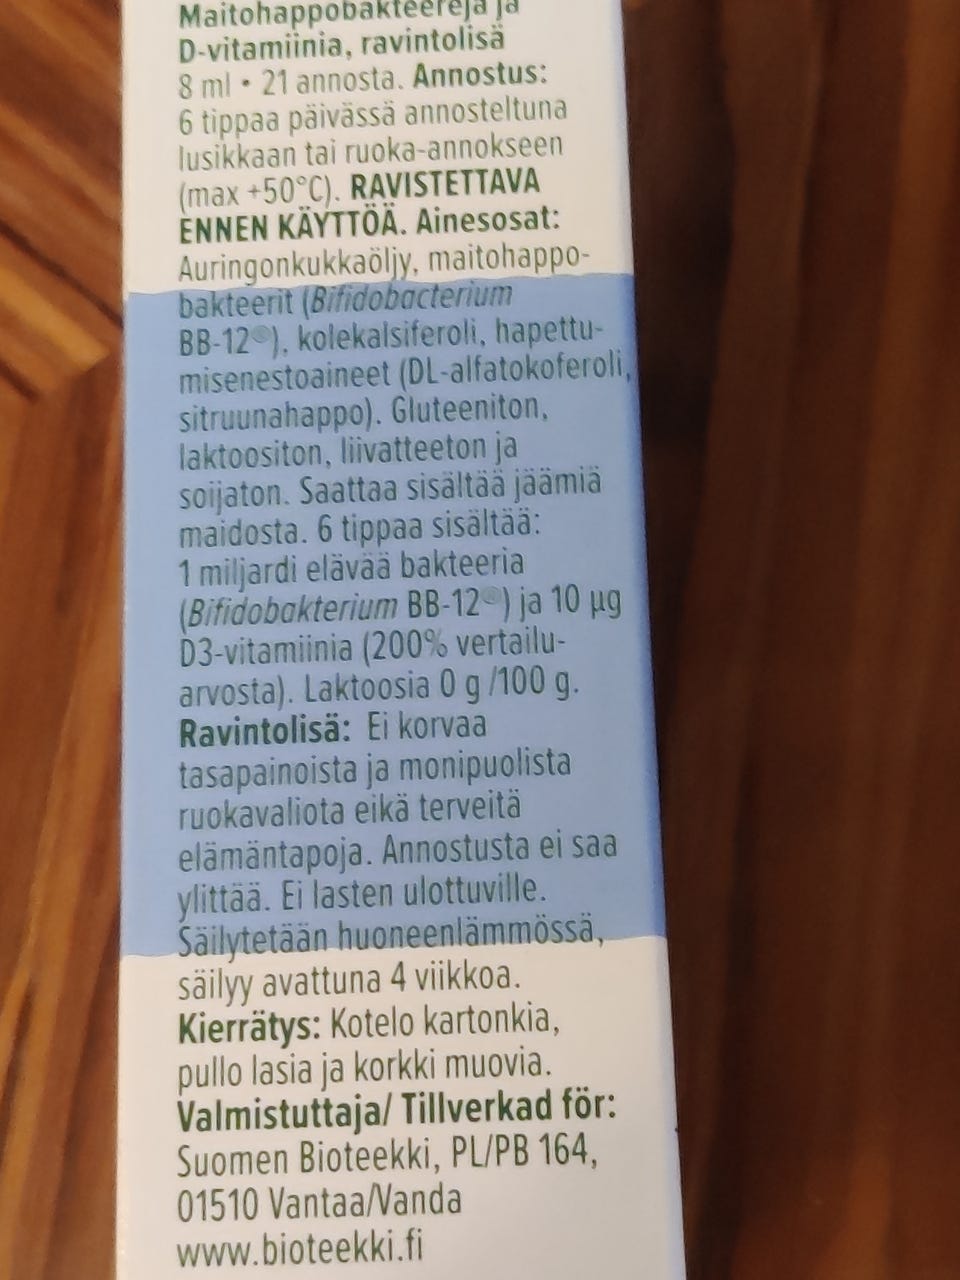 Maitohappobakteereja ja
D-vitamiinia, ravintolisä
8 ml • 21 annosta. Annostus:
6 tippaa päivässä annosteltuna
lusikkaan tai ruoka-annokseen
(max +50°C). RAVISTETTAVA
ENNEN KÄYTTÖÄ. Ainesosat:
Auringonkukkaöljy, maitohappo-
bakteerit (Bifidobacterium
BB-12®), kolekalsiferoli, hapettu-
misenestoaineet (DL-alfatokoferoli,
sitruunahappo). Gluteeniton,
laktoositon, liivatteeton ja
soijaton. Saattaa sisältää jäämiä
maidosta. 6 tippaa sisältää:
1 miljardi elävää bakteeria
(Bifidobakterium BB-12®) ja 10 µg
D3-vitamiinia (200% vertailu-
arvosta). Laktoosia 0 g /100 g.
Ravintolisä: Ei korvaa
tasapainoista ja monipuolista
ruokavaliota eikä terveitä
elämäntapoja. Annostusta ei saa
ylittää. Ei lasten ulottuville.
Säilytetään huoneenlämmössä,
säilyy avattuna 4 viikkoa.
Kierrätys: Kotelo kartonkia,
pullo lasia ja korkki muovia.
Valmistuttaja/ Tillverkad för:
Suomen Bioteekki, PL/PB 164,
01510 Vantaa/Vanda
www.bioteekki.fi